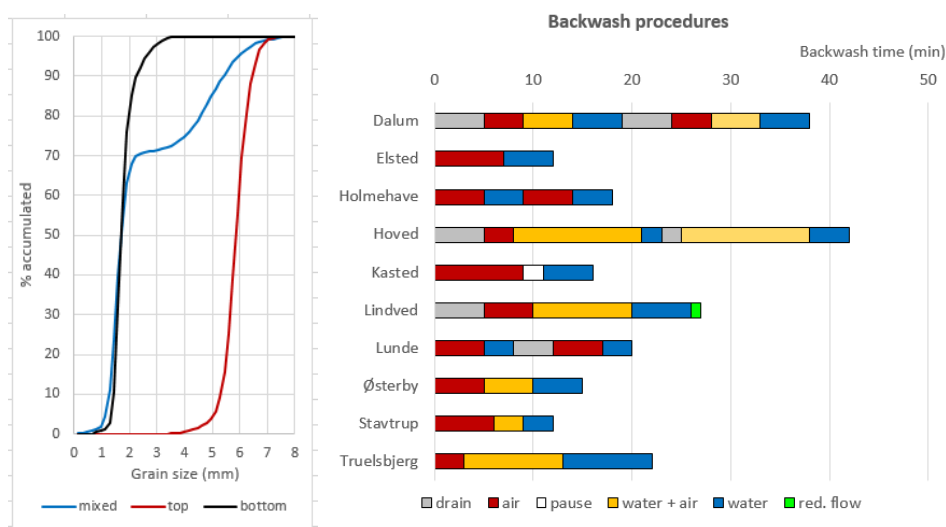 100
90
80
70
60
50
40
30
20
10
0
% accumulated
0 1 2 3 4 5 6 7 8
Grain size (mm)
mixed top bottom
Backwash procedures
Backwash time (min)
0 10 20 30 40 50
Dalum
Elsted
Holmehave
Hoved
Kasted
Lindved
Lunde
Østerby
Stavtrup
Truelsbjerg
drain air pause water + air water red. flow